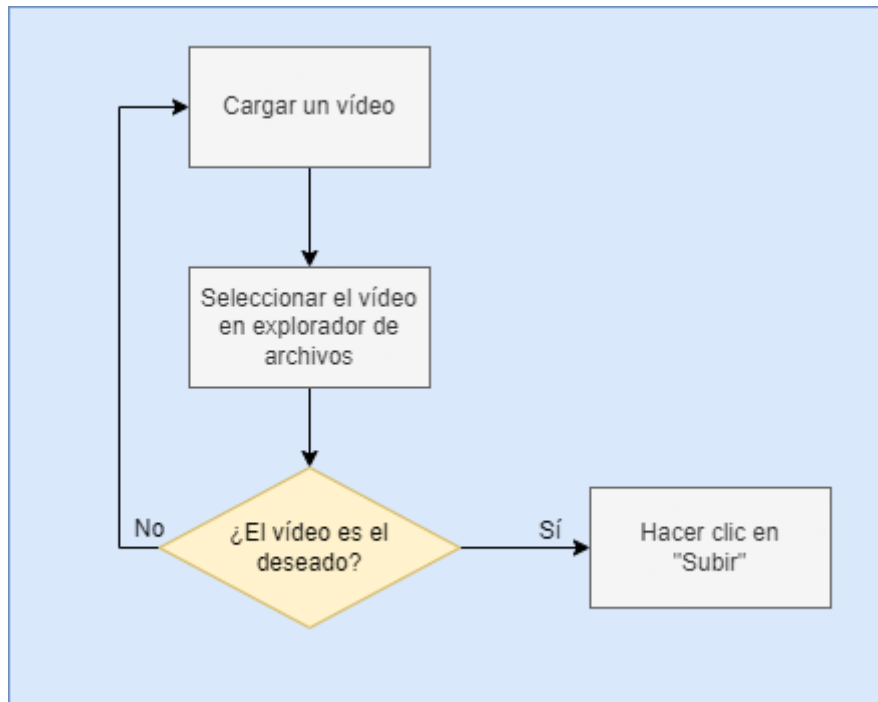 Cargar un vídeo
Seleccionar el vídeo
en explorador de
archivos
No
¿El vídeo es el
deseado?
Sí
Hacer clic en
"Subir"